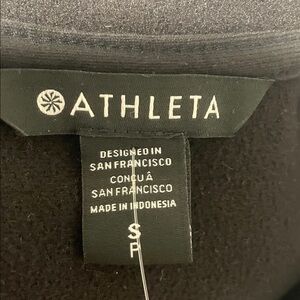 ATHLETA
DESIGNED IN
SAN FRANCISCO
CONÇU À
SAN FRANCISCO
MADE IN INDONESIA
S
P